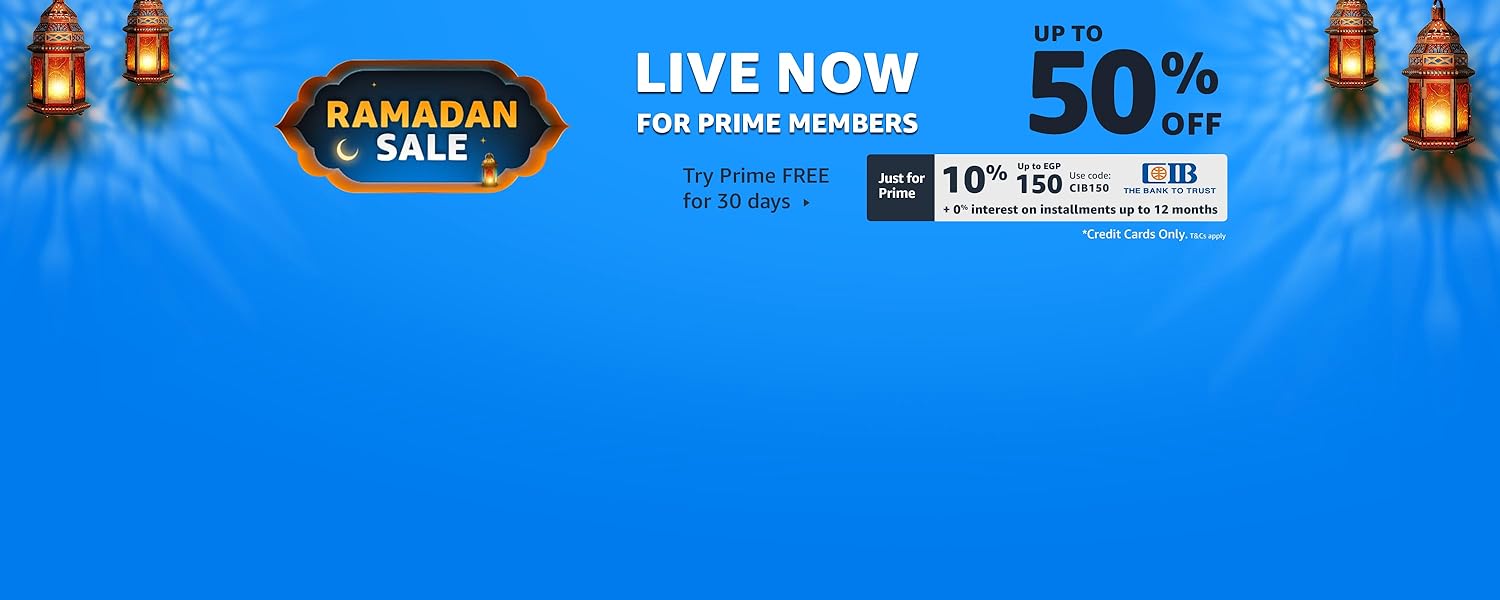 RAMADAN
SALE
LIVE NOW
FOR PRIME MEMBERS
Try Prime FREE
for 30 days ▸
UP TO
50%
OFF
Just for
Prime
10%
Up to EGP
150
Use code:
CIB150
CIB
THE BANK TO TRUST
+ 0% interest on installments up to 12 months
*Credit Cards Only. T&Cs apply